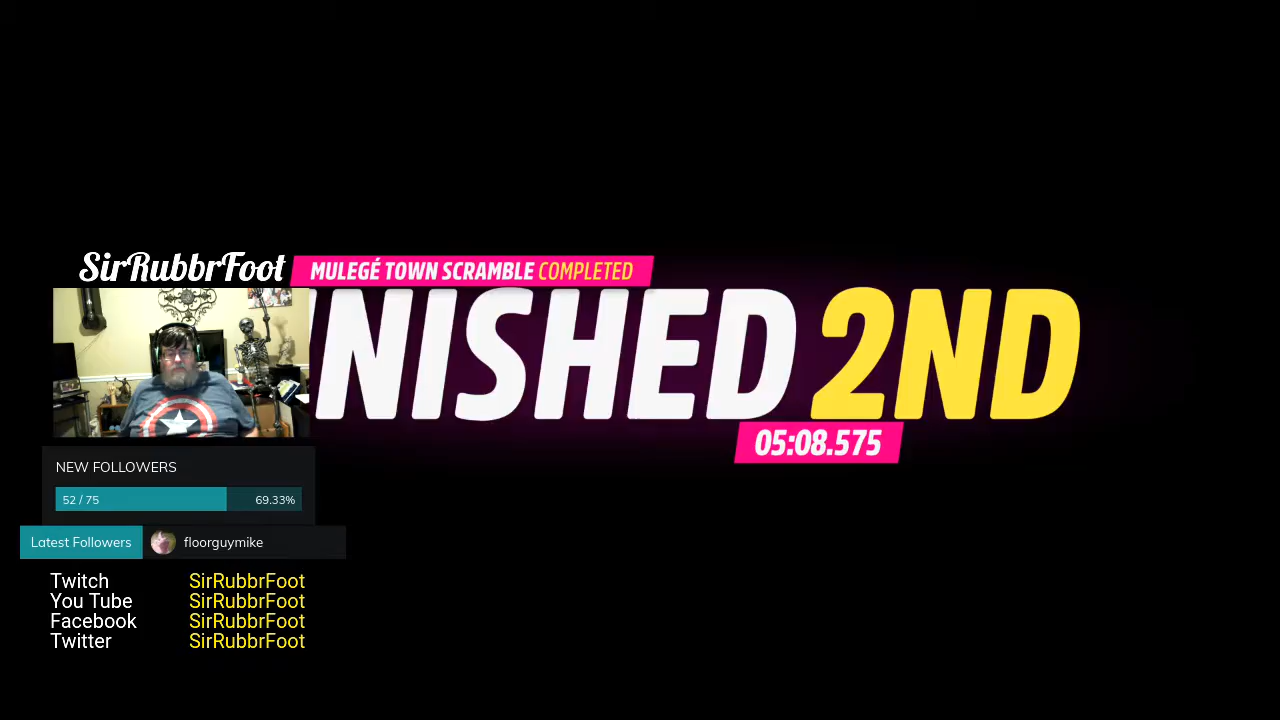 SirRubbrFoot
MULEGÉ TOWN SCRAMBLE COMPLETED
NISHED 2ND
05:08.575
NEW FOLLOWERS
52 / 75 69.33%
Latest Followers floorguymike
Twitch SirRubbrFoot
You Tube SirRubbrFoot
Facebook SirRubbrFoot
Twitter SirRubbrFoot